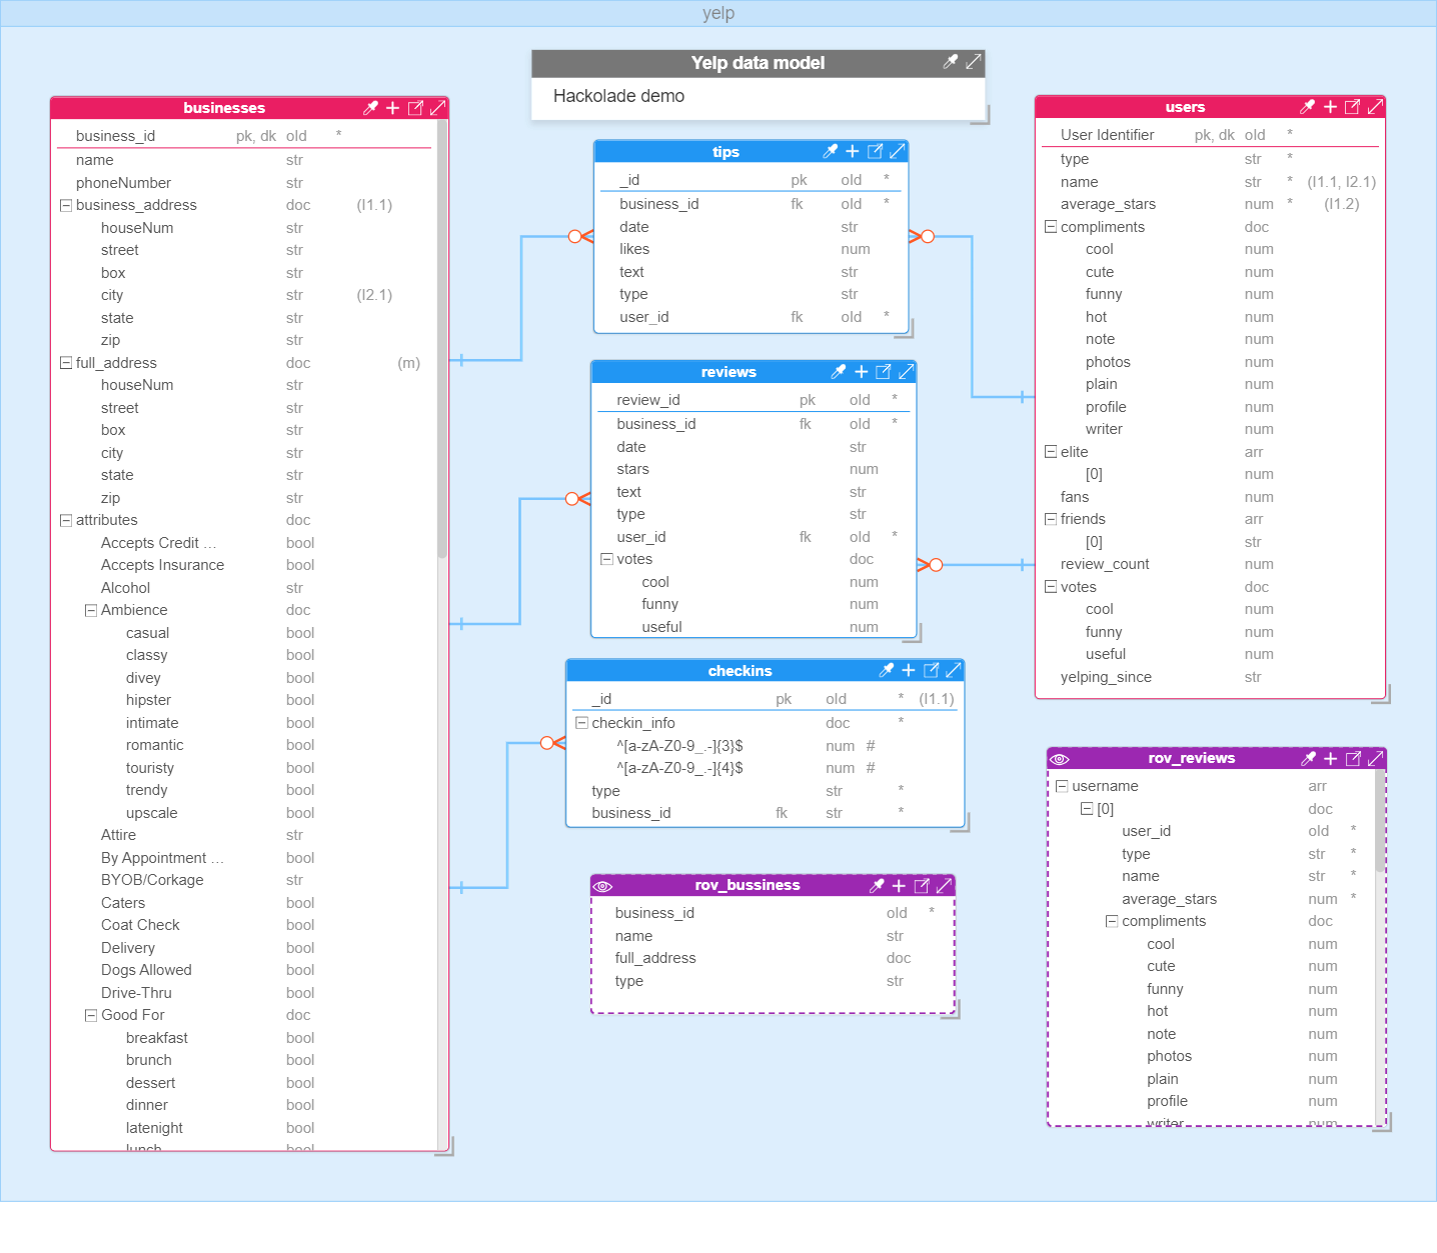 yelp
Yelp data model
Hackolade demo
businesses
business_id pk, dk old *
name str
phoneNumber str
business_address doc (I1.1)
houseNum str
street str
box str
city str (I2.1)
state str
zip str
full_address doc (m)
houseNum str
street str
box str
city str
state str
zip str
attributes doc
Accepts Credit ... bool
Accepts Insurance bool
Alcohol str
Ambience doc
casual bool
classy bool
divey bool
hipster bool
intimate bool
romantic bool
touristy bool
trendy bool
upscale bool
Attire str
By Appointment ... bool
BYOB/Corkage str
Caters bool
Coat Check bool
Delivery bool
Dogs Allowed bool
Drive-Thru bool
Good For doc
breakfast bool
brunch bool
dessert bool
dinner bool
latenight bool
lunch bool
tips
_id pk old *
business_id fk old *
date str
likes num
text str
type str
user_id fk old *
reviews
review_id pk old *
business_id fk old *
date str
stars num
text str
type str
user_id fk old *
votes doc
cool num
funny num
useful num
checkins
_id pk old * (I1.1)
checkin_info doc *
^[a-zA-Z0-9_.-]{3}$ num #
^[a-zA-Z0-9_.-]{4}$ num #
type str *
business_id fk str *
rov_bussiness
business_id old *
name str
full_address doc
type str
users
User Identifier pk, dk old *
type str *
name str * (I1.1, I2.1)
average_stars num * (I1.2)
compliments doc
cool num
cute num
funny num
hot num
note num
photos num
plain num
profile num
writer num
elite arr
[0] num
fans num
friends arr
[0] str
review_count num
votes doc
cool num
funny num
useful num
yelping_since str
rov_reviews
username arr
[0] doc
user_id old *
type str *
name str *
average_stars num *
compliments doc
cool num
cute num
funny num
hot num
note num
photos num
plain num
profile num
writer num